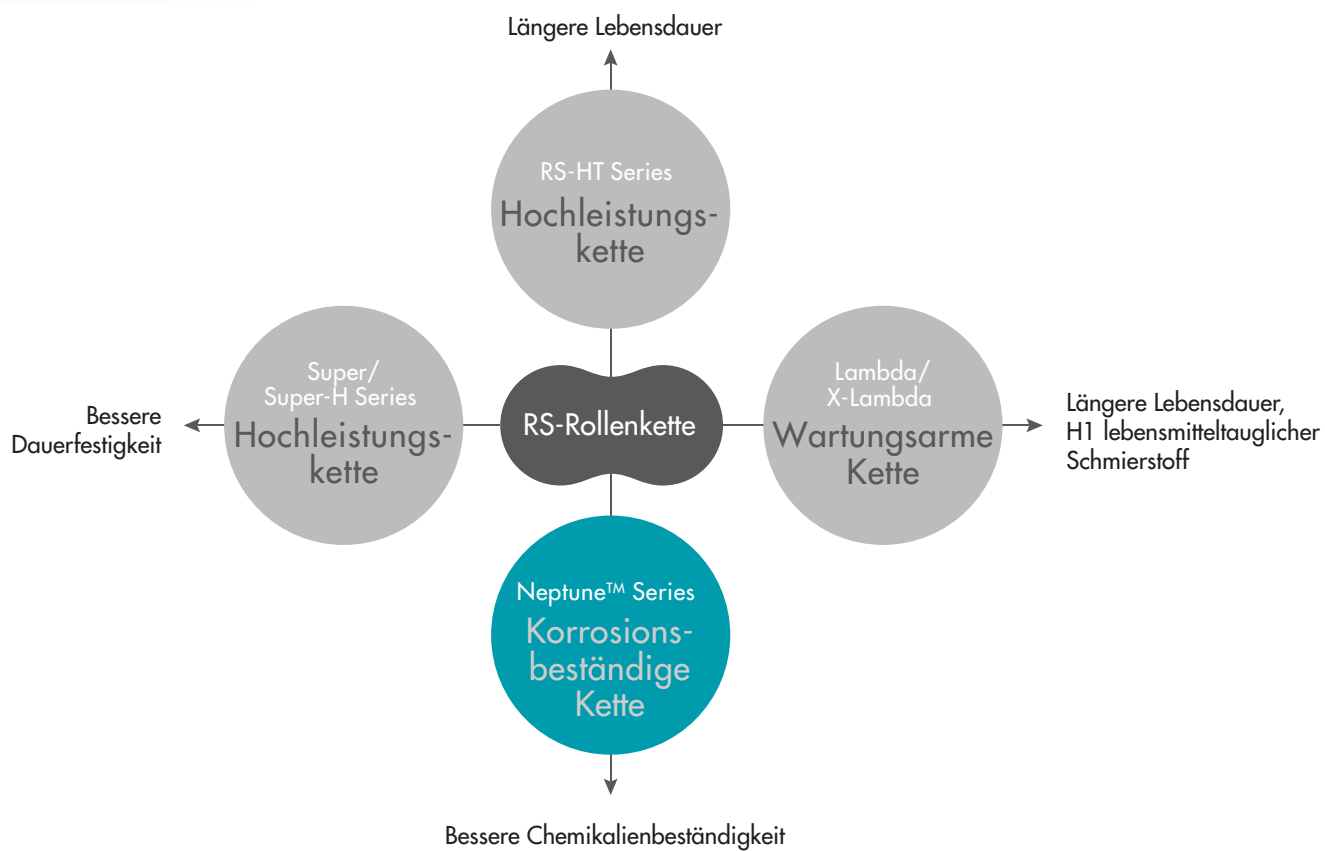 Längere Lebensdauer
RS-HT Series
Hochleistungs-
kette
Super/
Super-H Series
Hochleistungs-
kette
Bessere
Dauerfestigkeit
RS-Rollenkette
Lambda/
X-Lambda
Wartungsarme
Kette
Längere Lebensdauer,
H1 lebensmitteltauglicher
Schmierstoff
Neptune™ Series
Korrosions-
beständige
Kette
Bessere Chemikalienbeständigkeit